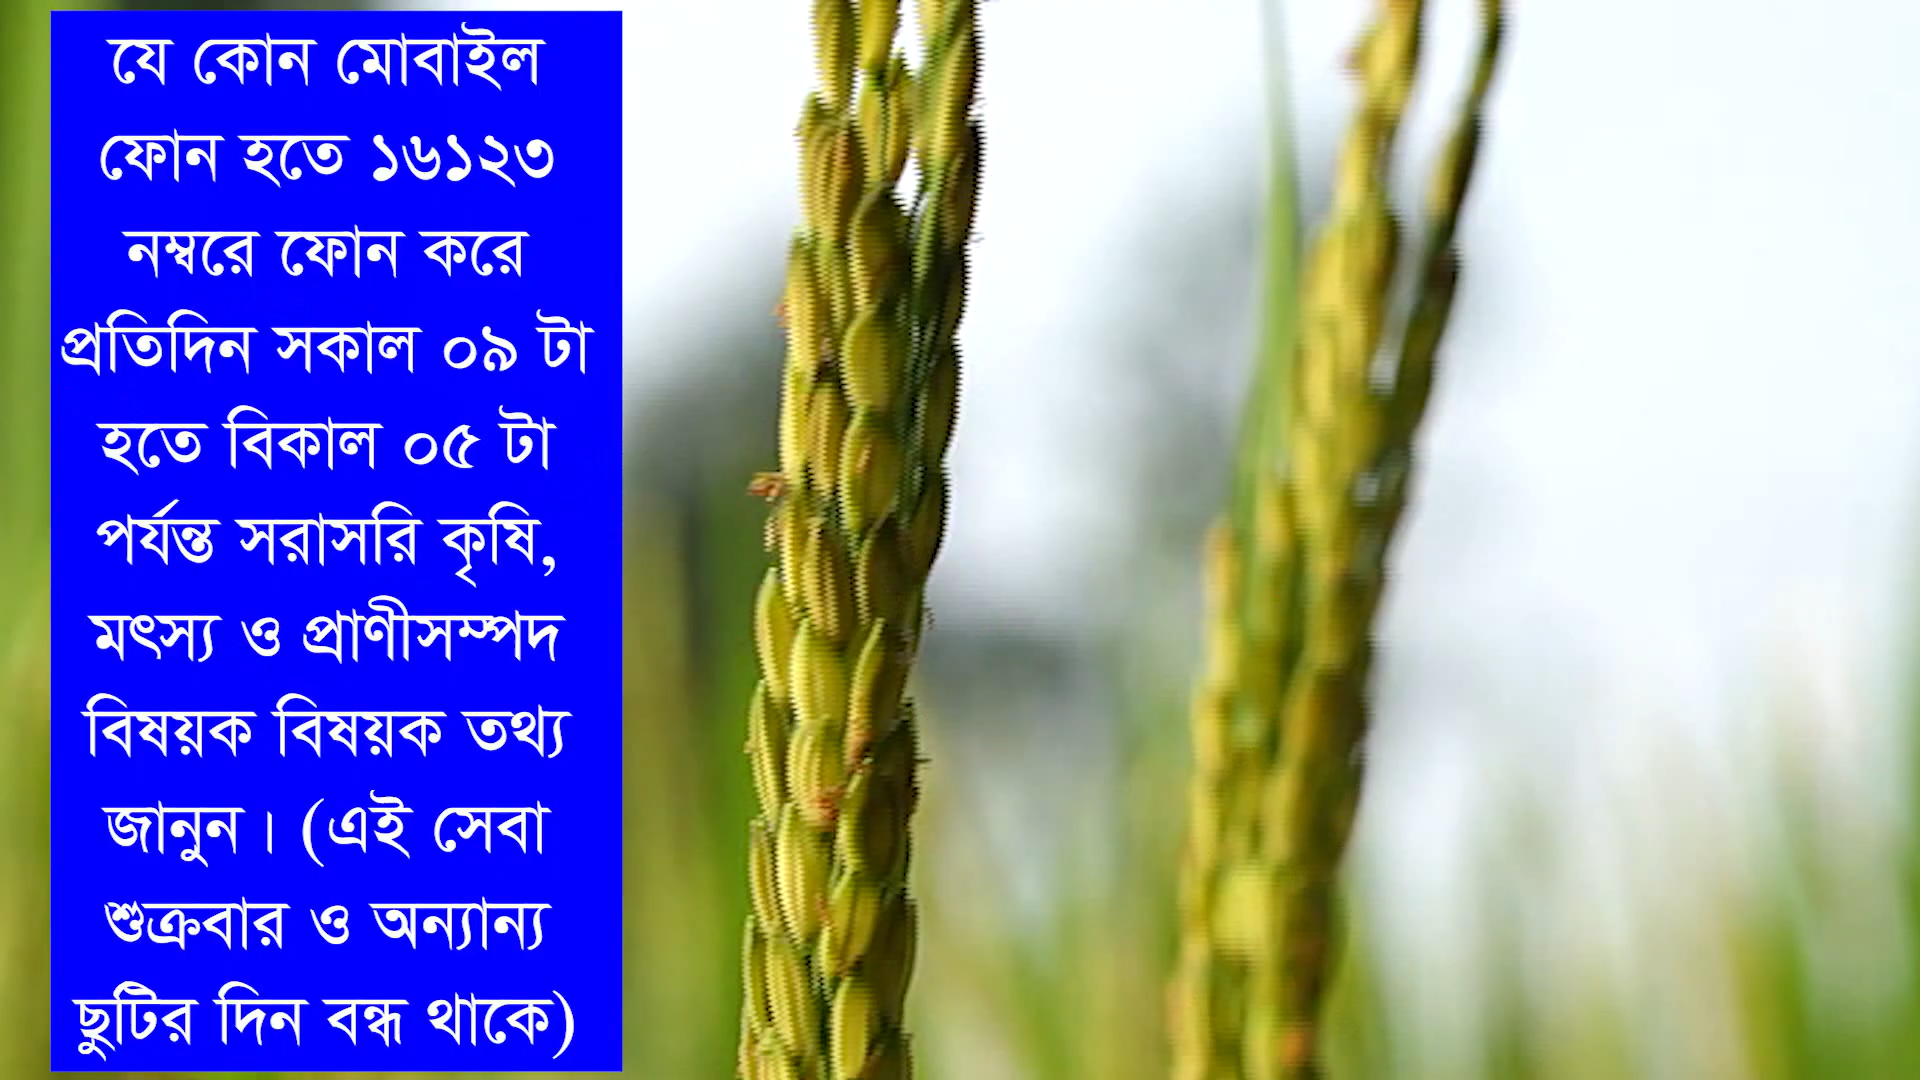 যে কোন মোবাইল
ফোন হতে ১৬১২৩
নম্বরে ফোন করে
প্রতিদিন সকাল ০৯ টা
হতে বিকাল ০৫ টা
পর্যন্ত সরাসরি কৃষি,
মৎস্য ও প্রাণীসম্পদ
বিষয়ক বিষয়ক তথ্য
জানুন। (এই সেবা
শুক্রবার ও অন্যান্য
ছুটির দিন বন্ধ থাকে)